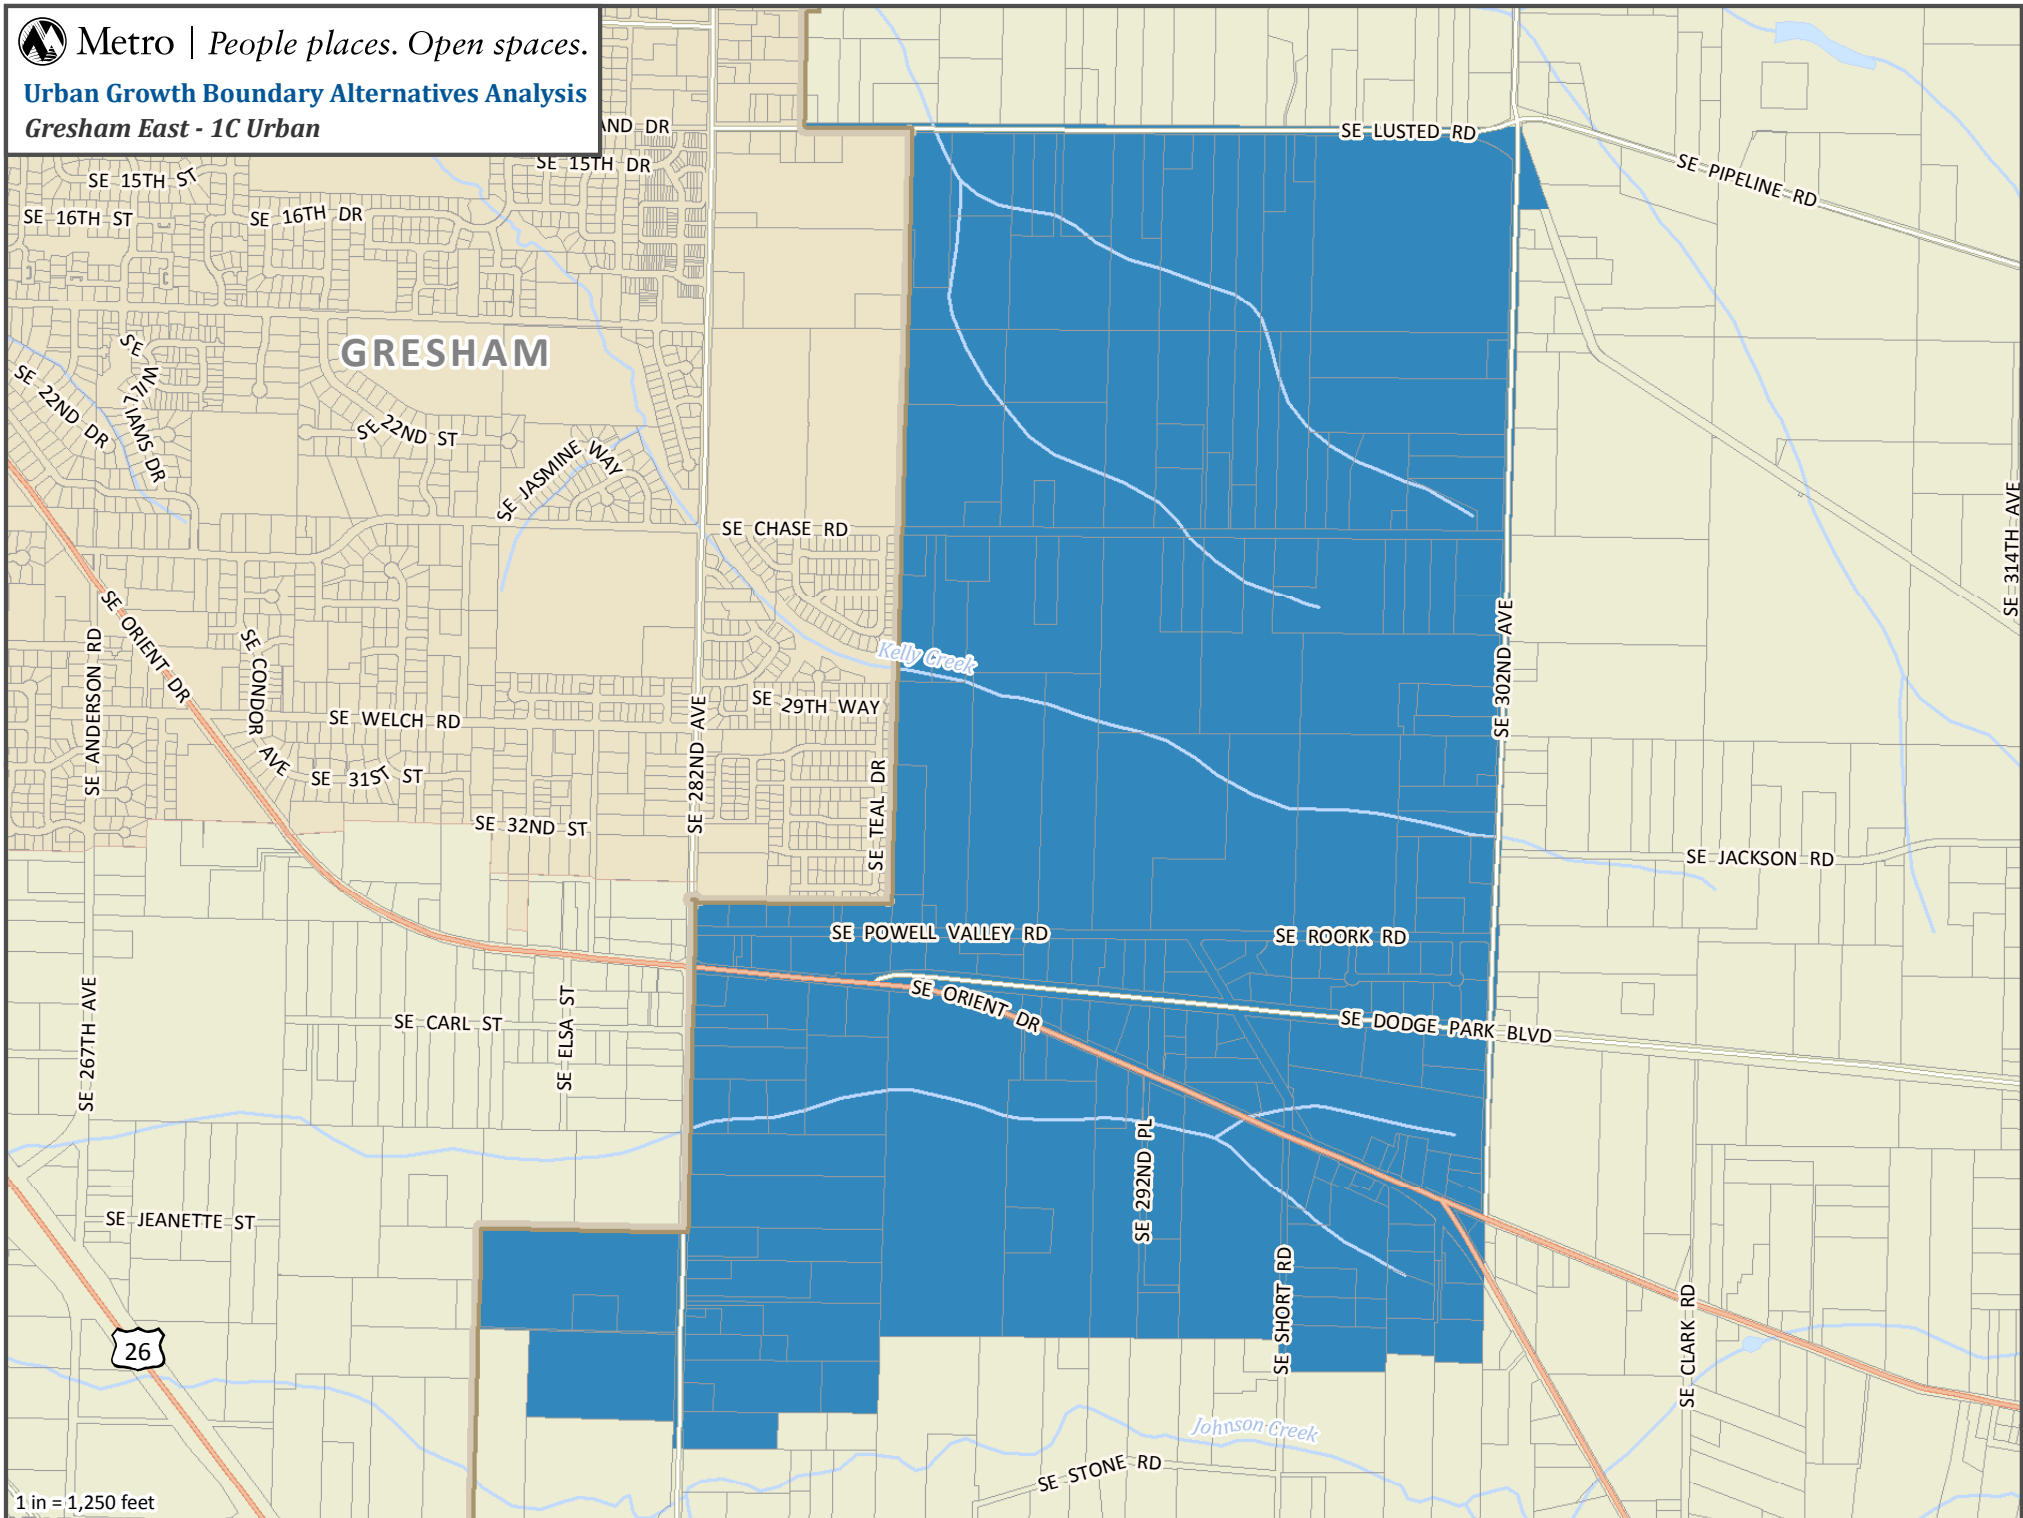 Metro | People places. Open spaces.
Urban Growth Boundary Alternatives Analysis
Gresham East - 1C Urban
AND DR
SE LUSTED RD
SE 15TH DR
SE PIPELINE RD
SE 15TH ST
SE 16TH ST
SE 16TH DR
GRESHAM
SE WILLIAMS DR
SE 22ND DR
SE 22ND ST
SE JASMINE WAY
SE CHASE RD
SE 314TH AVE
SE ORIENT DR
SE ANDERSON RD
SE CONDOR AVE
SE 302ND AVE
Kelly Creek
SE WELCH RD
SE 29TH WAY
SE 282ND AVE
SE 31ST ST
SE TEAL DR
SE 32ND ST
SE JACKSON RD
SE POWELL VALLEY RD
SE ROORK RD
SE ORIENT DR
SE 267TH AVE
SE CARL ST
SE ELSA ST
SE DODGE PARK BLVD
SE 292ND PL
SE JEANETTE ST
SE SHORT RD
SE CLARK RD
26
Johnson Creek
SE STONE RD
1 in = 1,250 feet